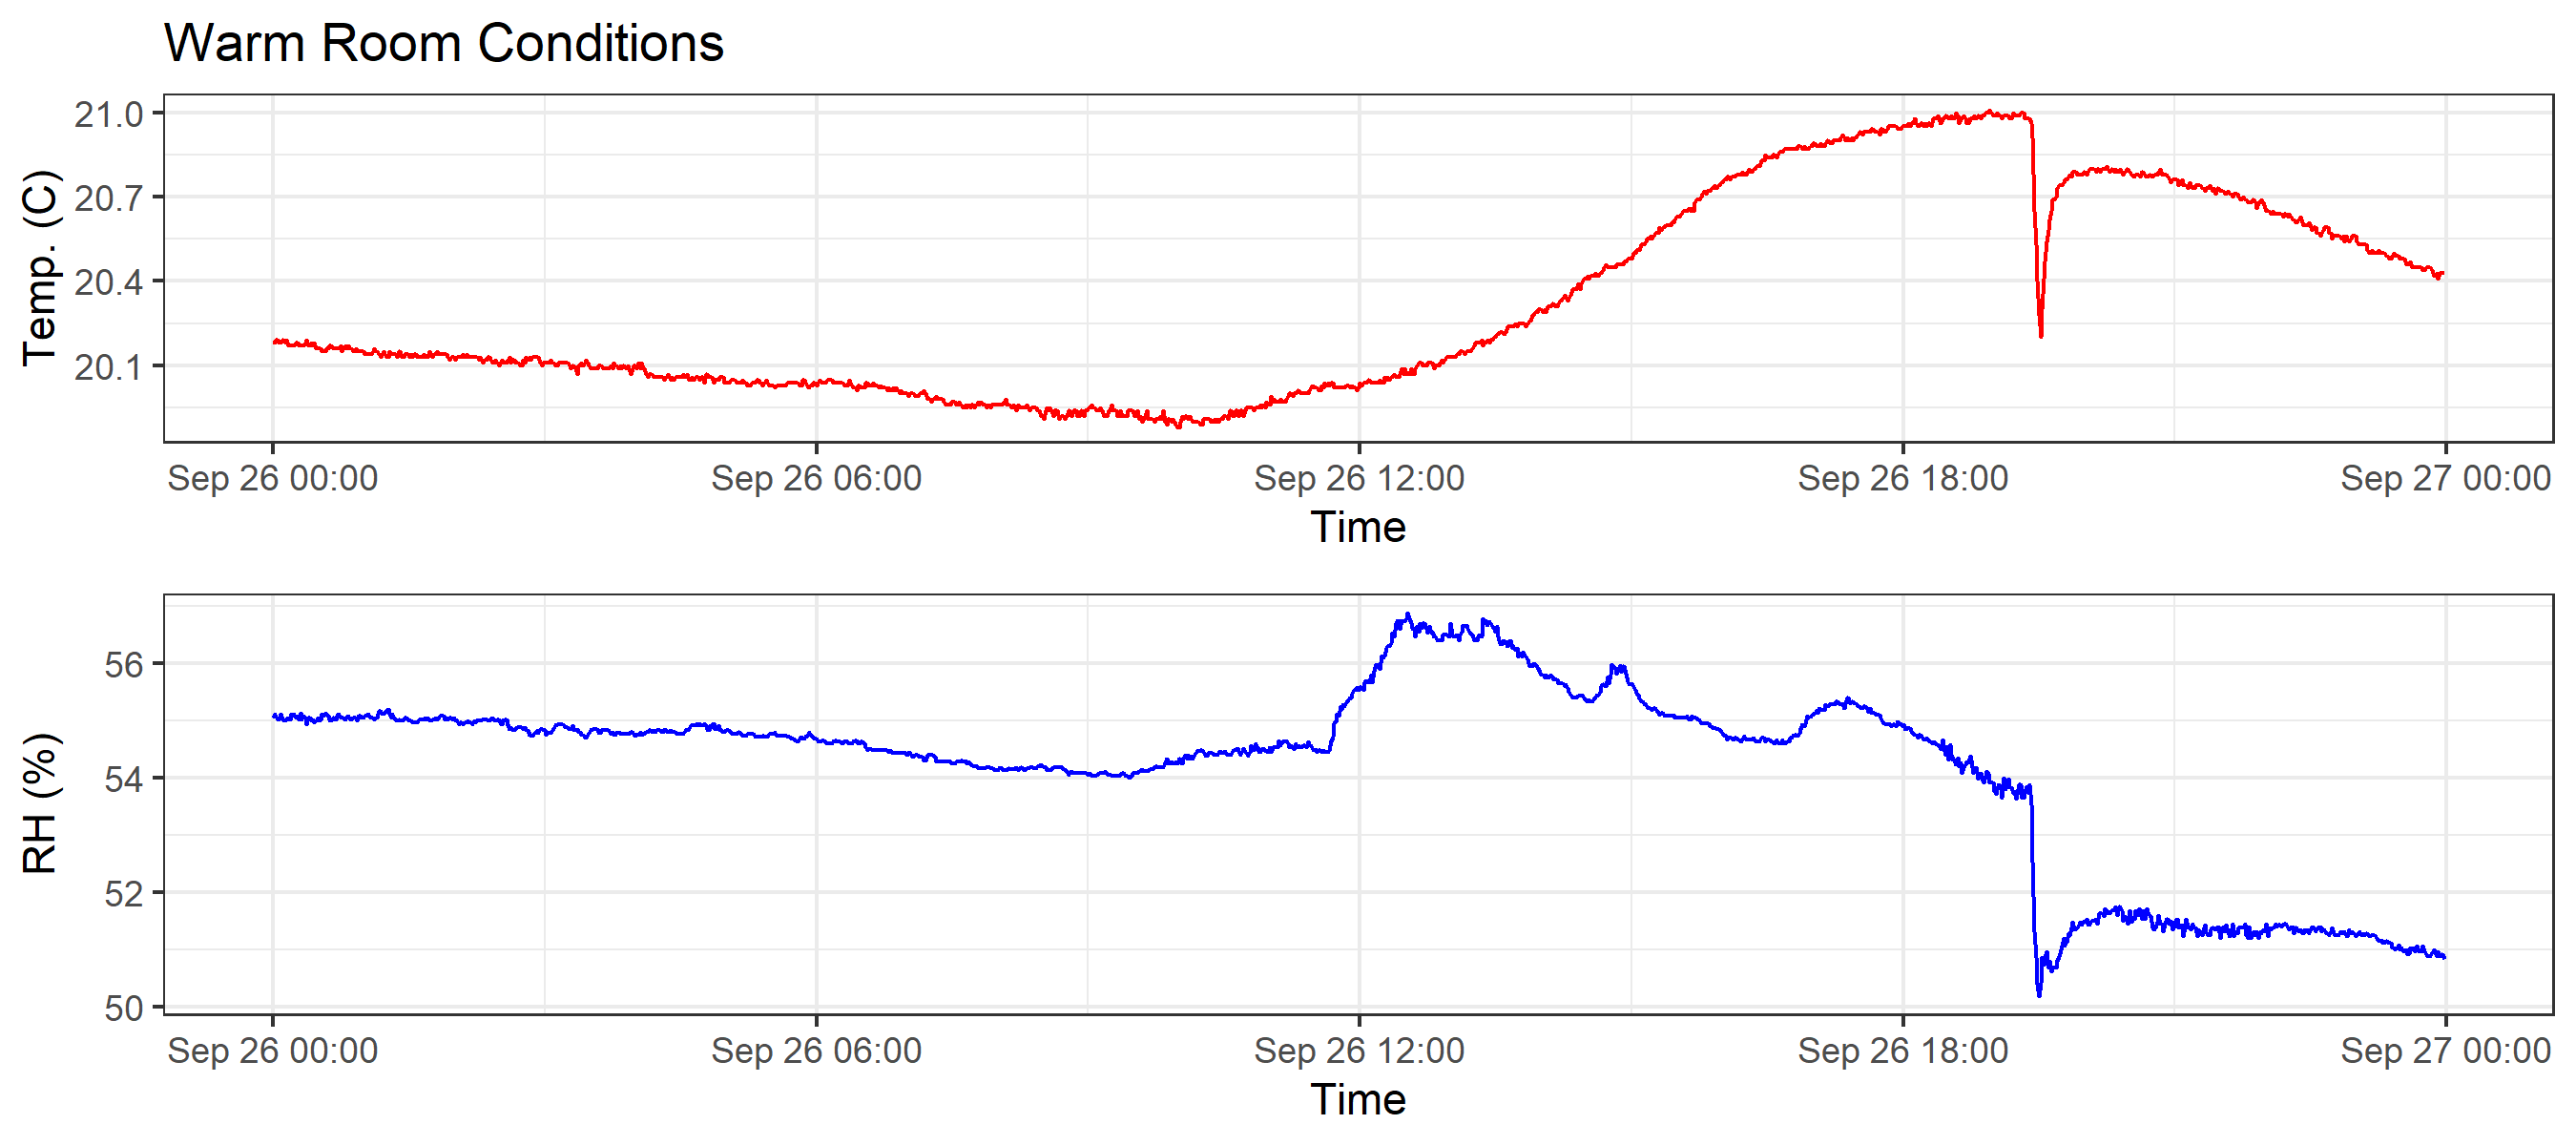 Warm Room Conditions
Temp. (C)
21.0
20.7
20.4
20.1
Sep 26 00:00 Sep 26 06:00 Sep 26 12:00 Sep 26 18:00 Sep 27 00:00
Time
RH (%)
56
54
52
50
Sep 26 00:00 Sep 26 06:00 Sep 26 12:00 Sep 26 18:00 Sep 27 00:00
Time